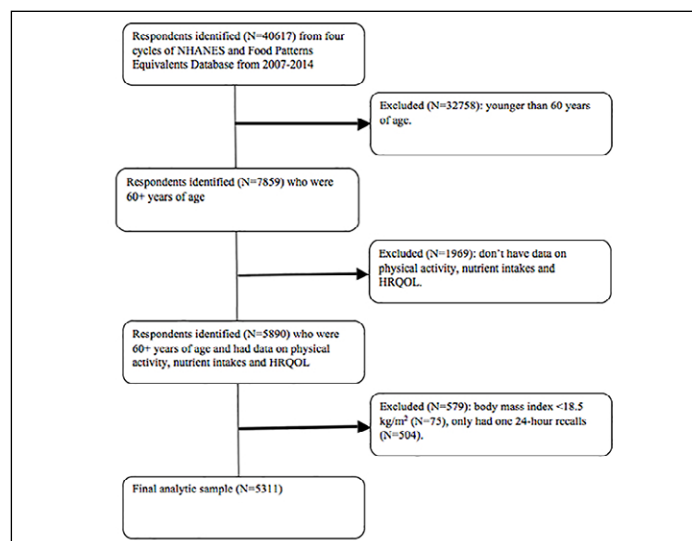 Respondents identified (N=40617) from four
cycles of NHANES and Food Patterns
Equivalents Database from 2007-2014
Excluded (N=32758): younger than 60 years
of age.
Respondents identified (N=7859) who were
60+ years of age
Excluded (N=1969): don't have data on
physical activity, nutrient intakes and
HRQOL.
Respondents identified (N=5890) who were
60+ years of age and had data on physical
activity, nutrient intakes and HRQOL
Excluded (N=579): body mass index <18.5
kg/m² (N=75), only had one 24-hour recalls
(N=504).
Final analytic sample (N=5311)